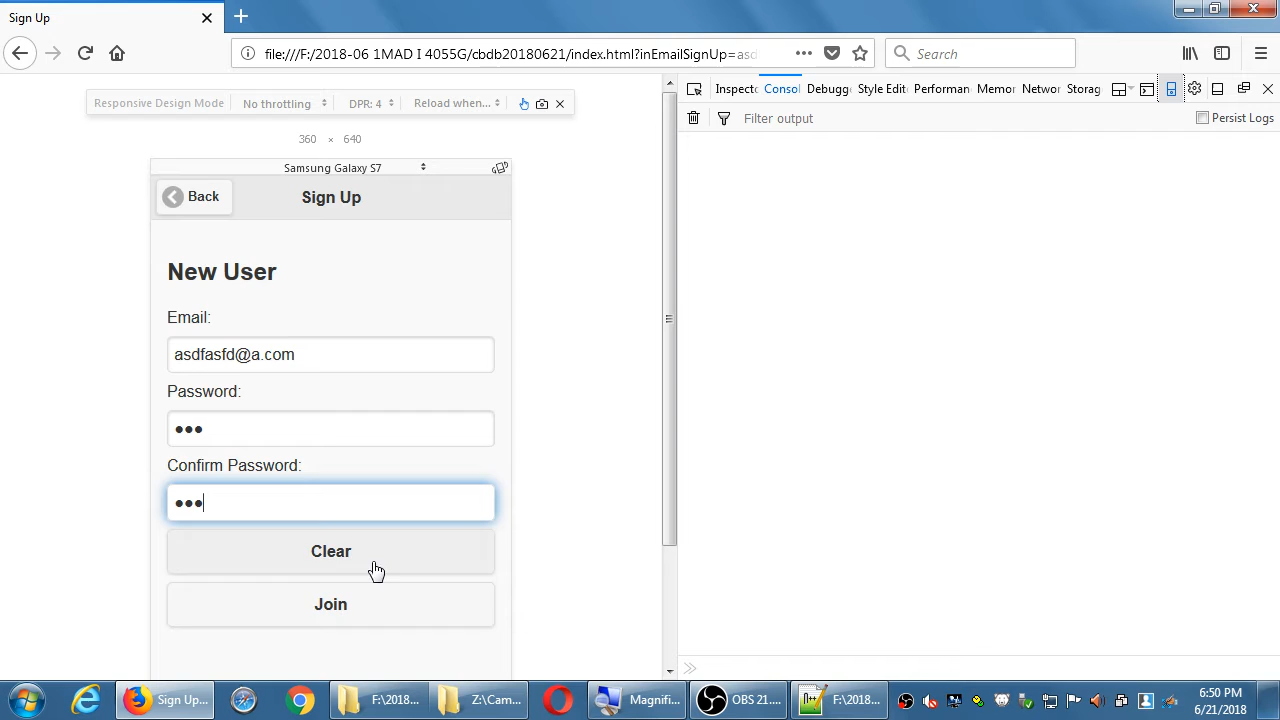 Sign Up
file:///F:/2018-06 1MAD I 4055G/cbdb20180621/index.html?inEmailSignUp=asd
Search
Responsive Design Mode
No throttling
DPR: 4
Reload when...
360 × 640
Samsung Galaxy S7
Back
Sign Up
New User
Email:
asdfasfd@a.com
Password:
Confirm Password:
Clear
Join
Inspecto
Consol
Debugg
Style Edit
Performan
Memor
Networ
Storag
Filter output
Persist Logs
Sign Up...
F:\2018...
Z:\Cam...
Magnifi...
OBS 21....
F:\2018...
6:50 PM
6/21/2018